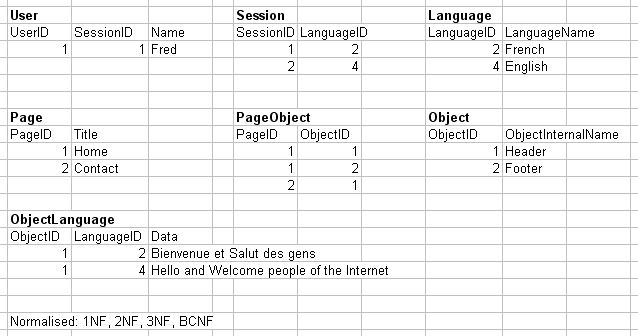 User Session Language
UserID SessionID Name SessionID LanguageID LanguageID LanguageName
1 1 Fred 1 2 2 French
2 4 4 English
Page PageObject Object
PageID Title PageID ObjectID ObjectID ObjectInternalName
1 Home 1 1 1 Header
2 Contact 1 2 2 Footer
2 1
ObjectLanguage
ObjectID LanguageID Data
1 2 Bienvenue et Salut des gens
1 4 Hello and Welcome people of the Internet
Normalised: 1NF, 2NF, 3NF, BCNF